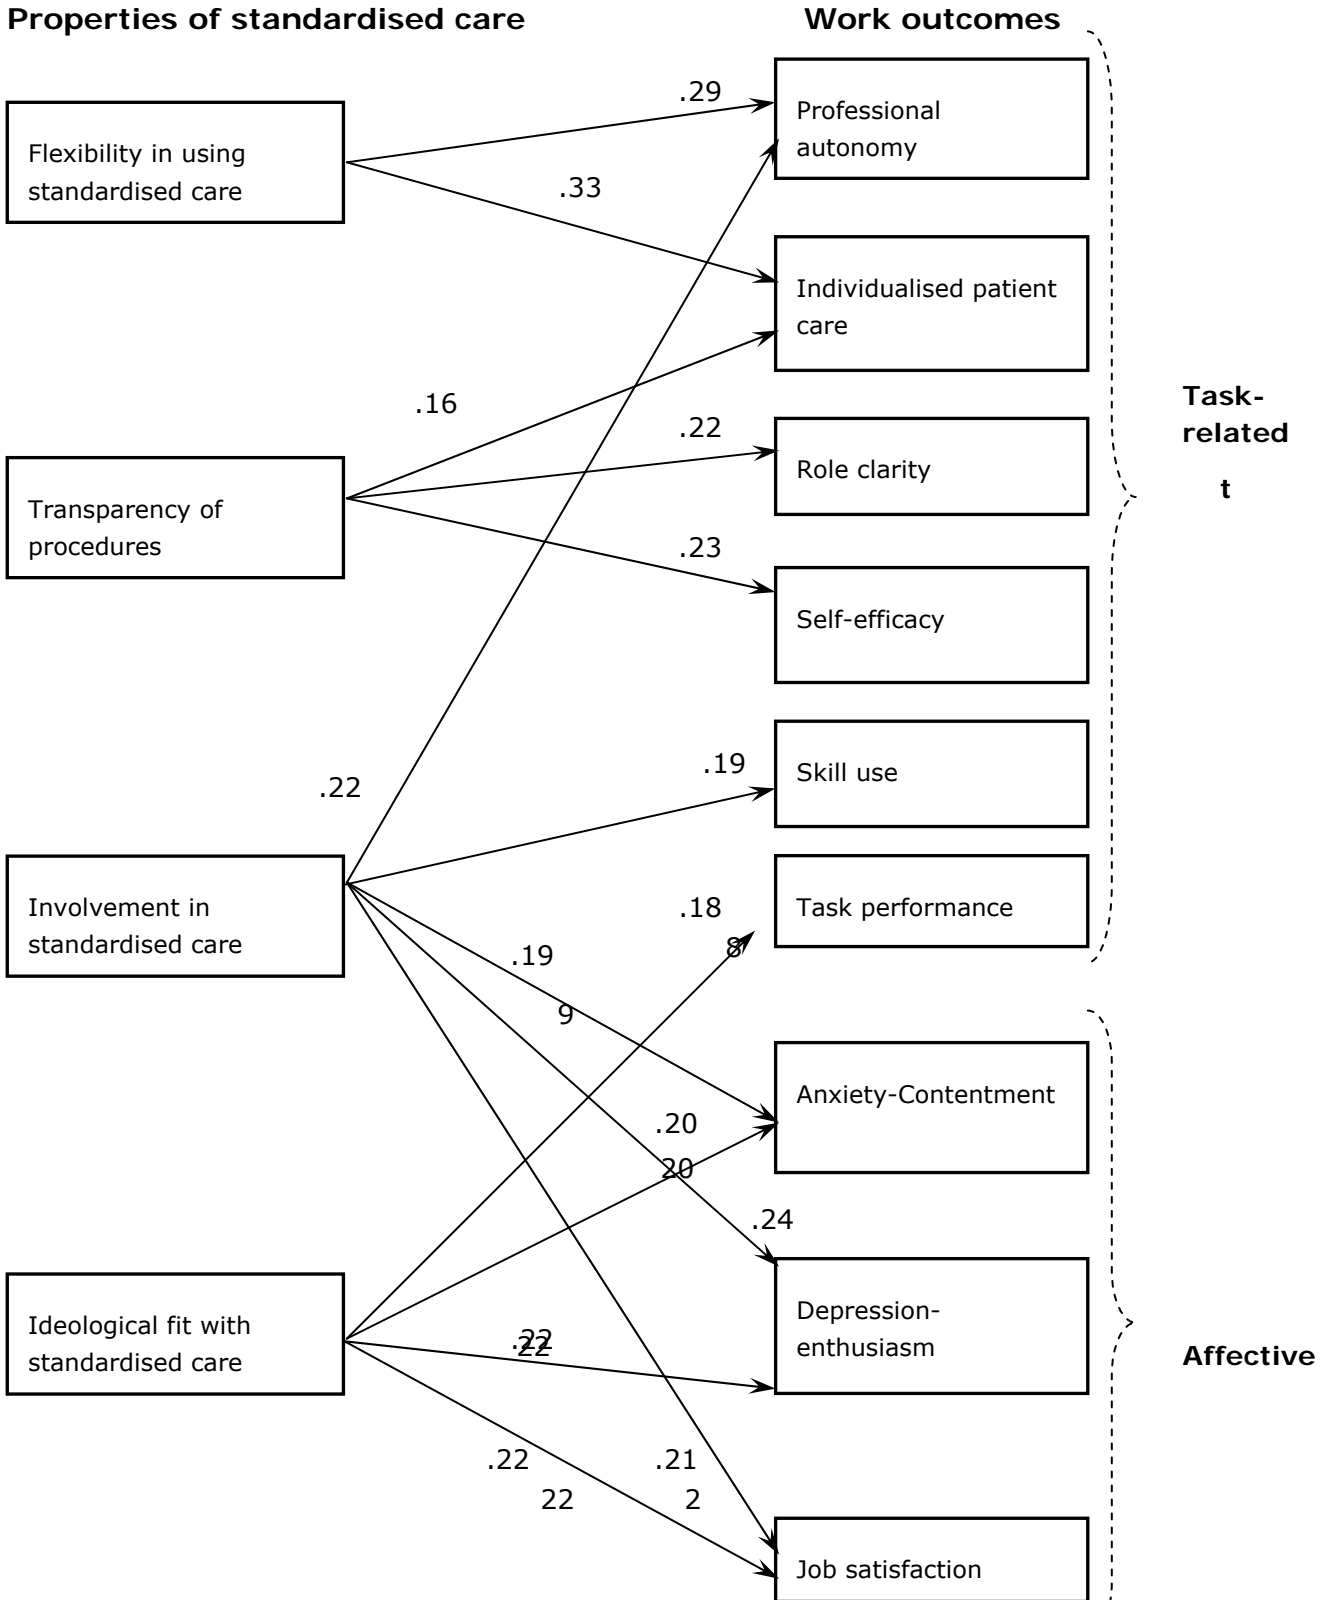 Properties of standardised care
Work outcomes
.29
Professional
autonomy
Flexibility in using
standardised care
.33
Individualised patient
care
.16
Task-
related
t
.22
Role clarity
Transparency of
procedures
.23
Self-efficacy
.22
.19
Skill use
Involvement in
standardised care
.18
8
Task performance
.19
9
Anxiety-Contentment
.20
20
.24
Depression-
enthusiasm
Ideological fit with
standardised care
.22
22
Affective
.22
22
.21
2
Job satisfaction